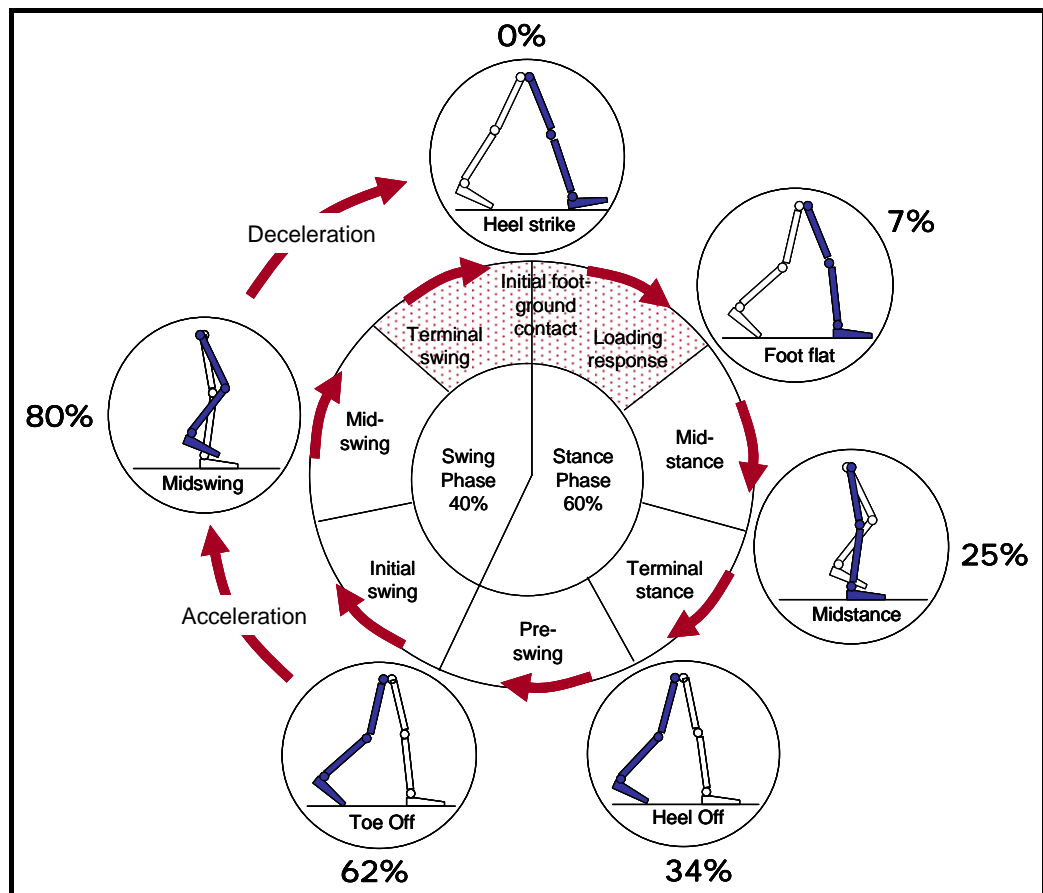 0%
Heel strike
Deceleration
7%
Foot flat
Initial foot-
ground
contact
Terminal
swing
Loading
response
80%
Midswing
Mid-
swing
Swing
Phase
40%
Stance
Phase
60%
Mid-
stance
25%
Midstance
Acceleration
Initial
swing
Terminal
stance
Pre-
swing
Toe Off
62%
Heel Off
34%